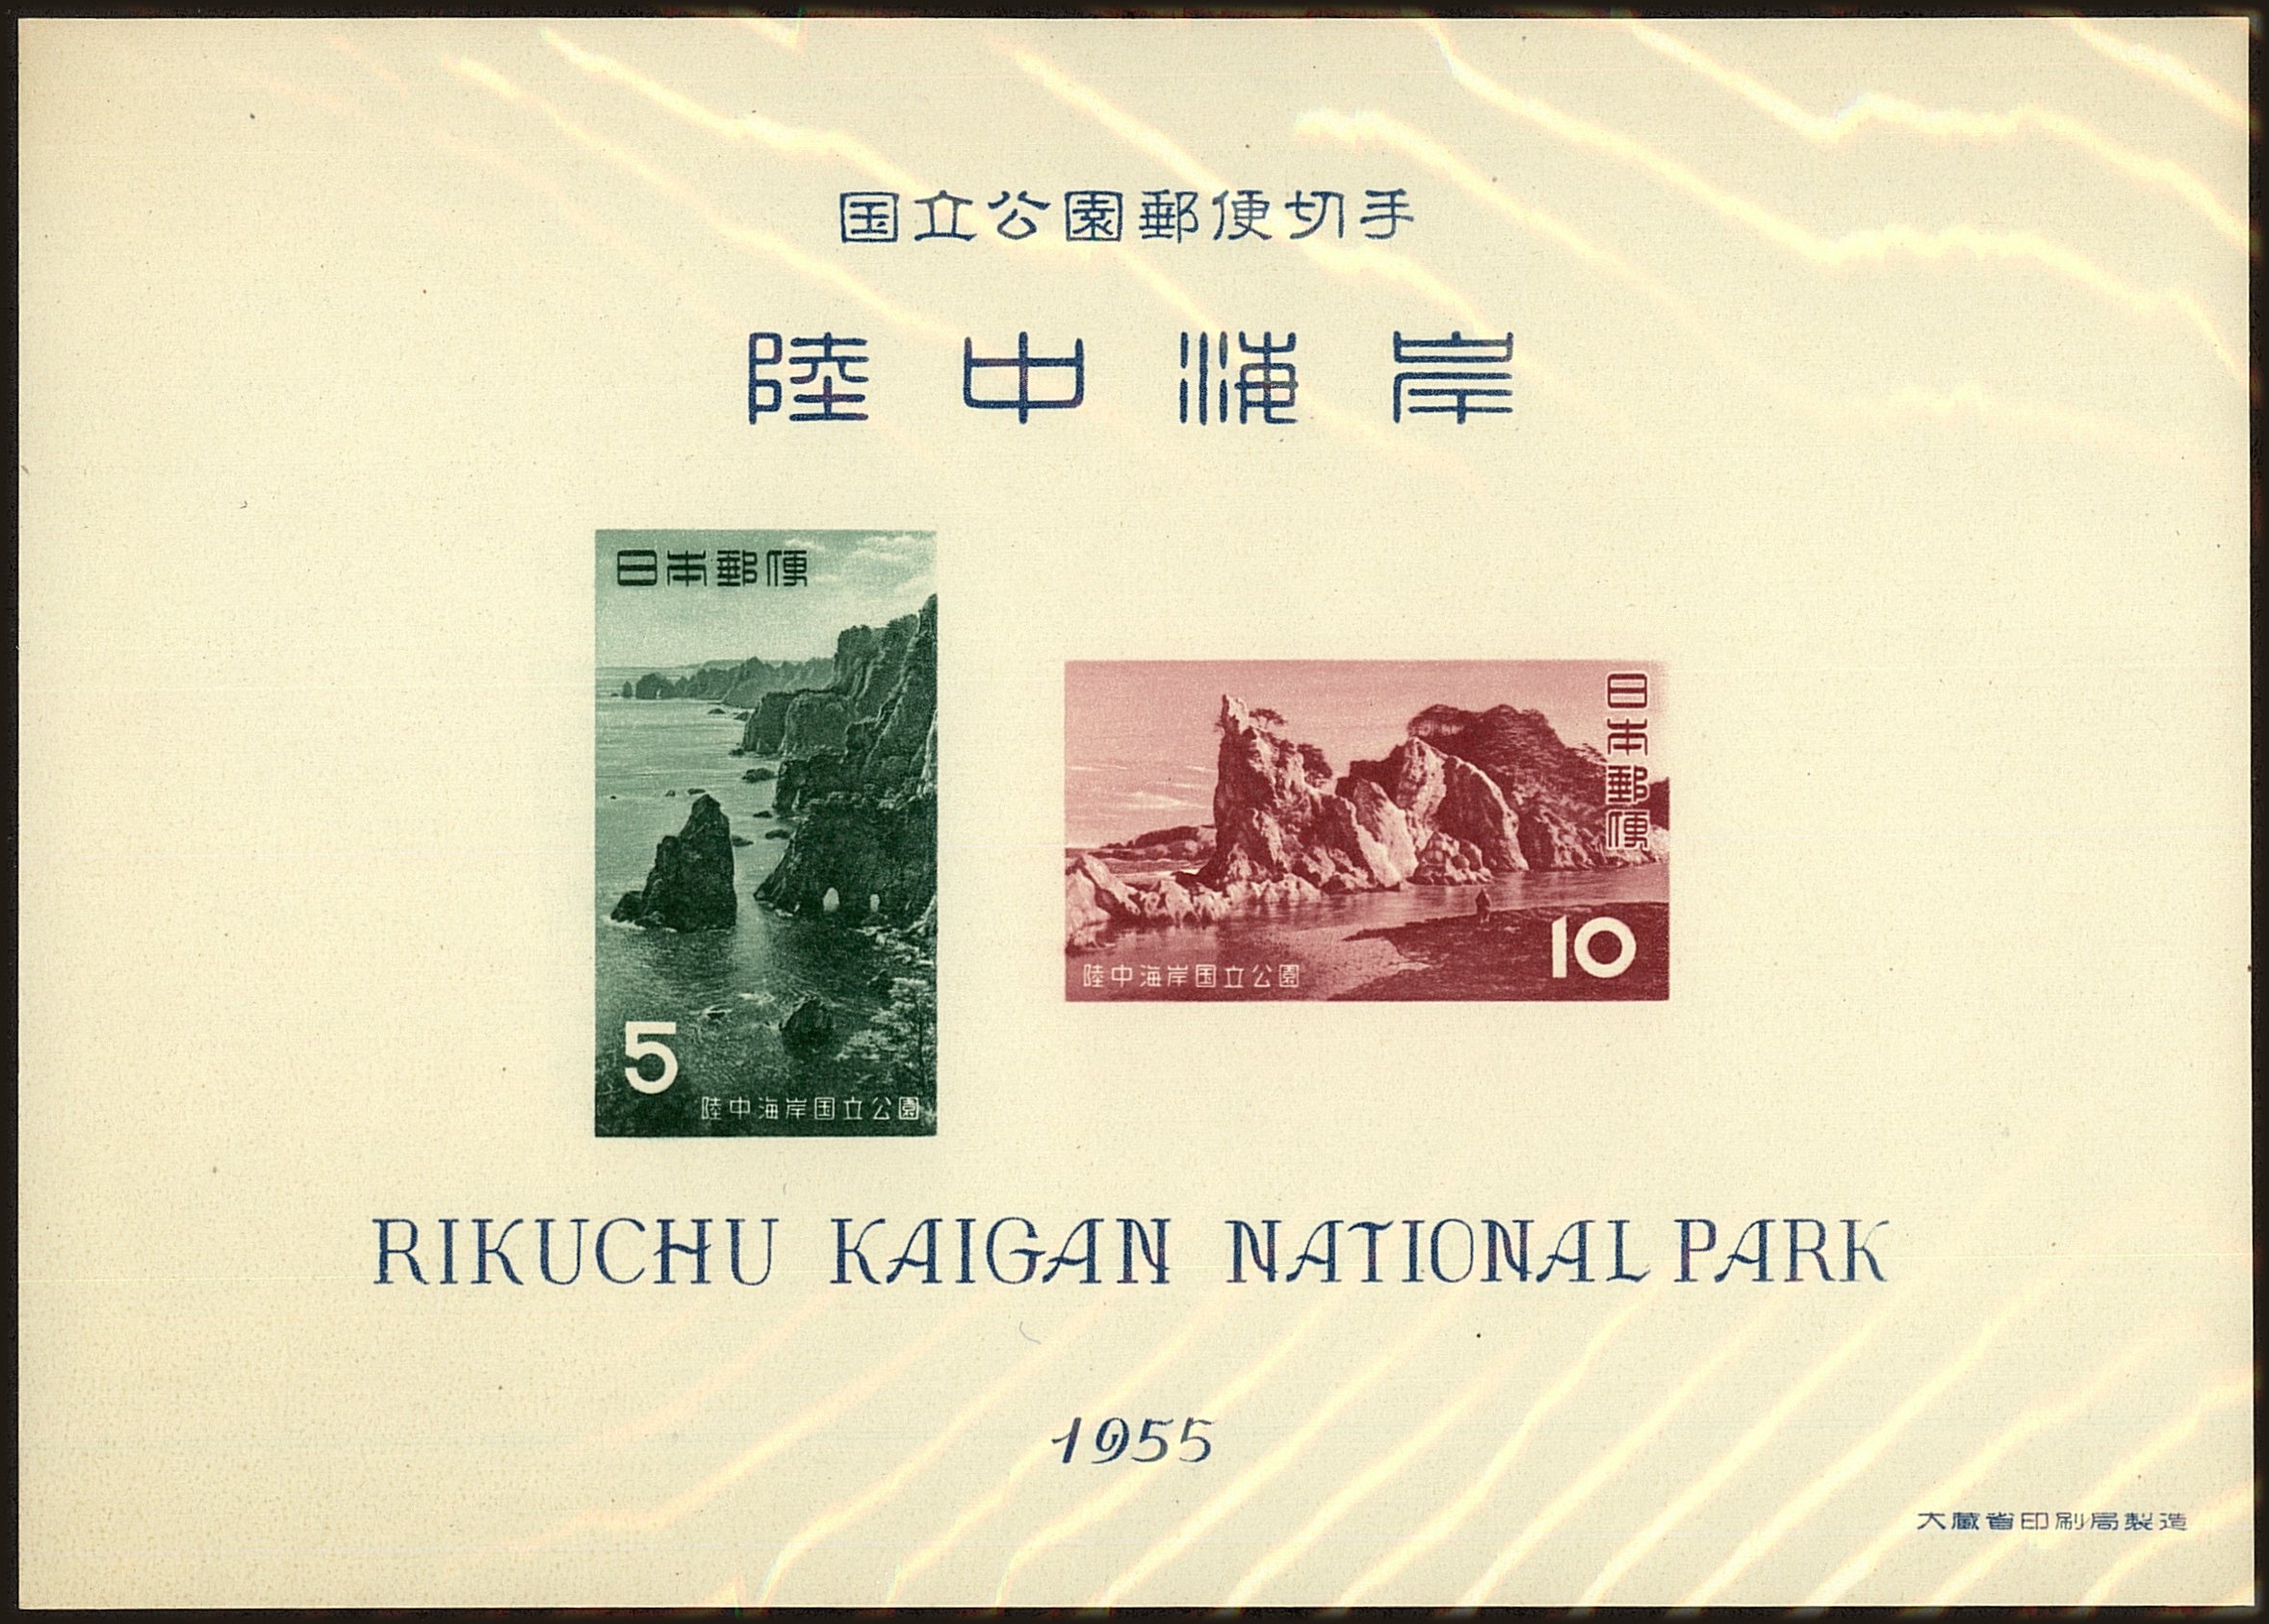 国立公園郵便切手
陸中海岸
日本郵便
5
陸中海岸国立公園
日本郵便
10
陸中海岸国立公園
RIKUCHU KAIGAN NATIONAL PARK
1955
大蔵省印刷局製造